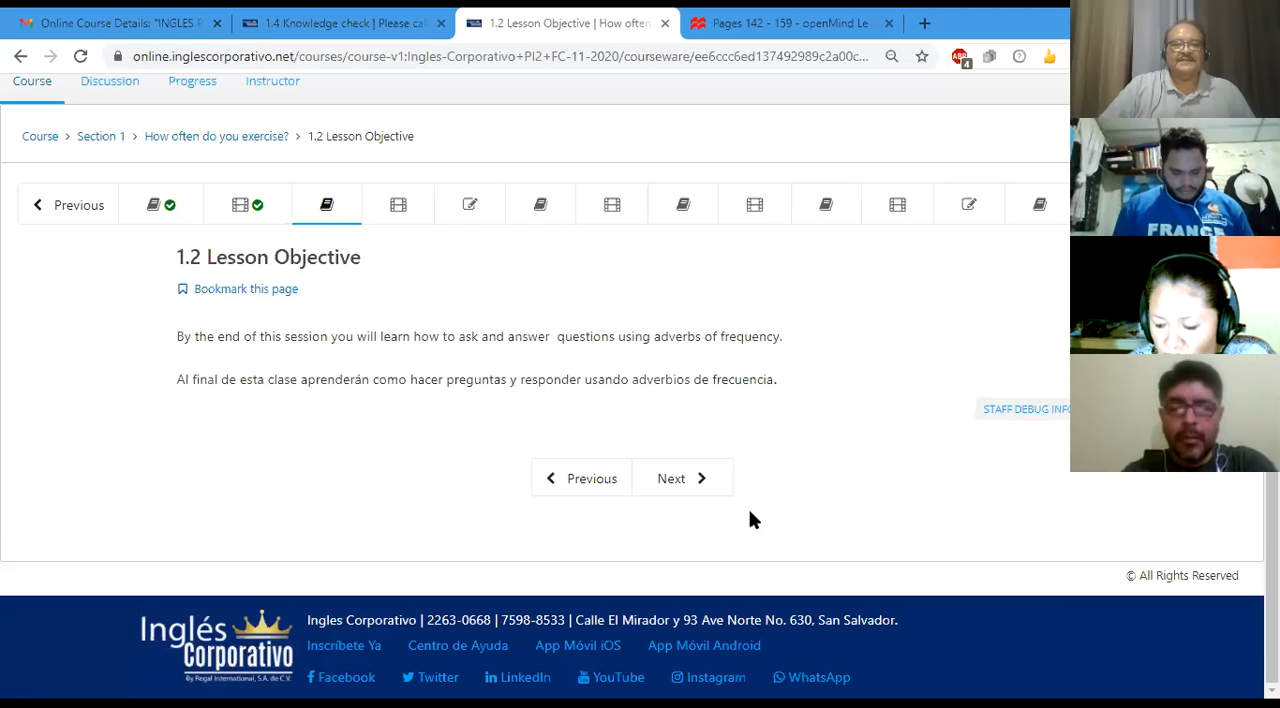 Online Course Details: "INGLES P
1.4 Knowledge check | Please cal
1.2 Lesson Objective | How often
Pages 142 - 159 - openMind Le
online.inglescorporativo.net/courses/course-v1:Ingles-Corporativo+PI2+FC-11-2020/courseware/ee6ccc6ed137492989c2a00c...
ABP
4
Course
Discussion
Progress
Instructor
Course > Section 1 > How often do you exercise? > 1.2 Lesson Objective
Previous
1.2 Lesson Objective
Bookmark this page
By the end of this session you will learn how to ask and answer questions using adverbs of frequency.
Al final de esta clase aprenderán como hacer preguntas y responder usando adverbios de frecuencia.
STAFF DEBUG INFO
Previous
Next
© All Rights Reserved
Inglés
Corporativo
By Regal International, S.A. de C.V.
Ingles Corporativo | 2263-0668 | 7598-8533 | Calle El Mirador y 93 Ave Norte No. 630, San Salvador.
Inscríbete Ya
Centro de Ayuda
App Móvil iOS
App Móvil Android
Facebook
Twitter
LinkedIn
YouTube
Instagram
WhatsApp
FRANCE